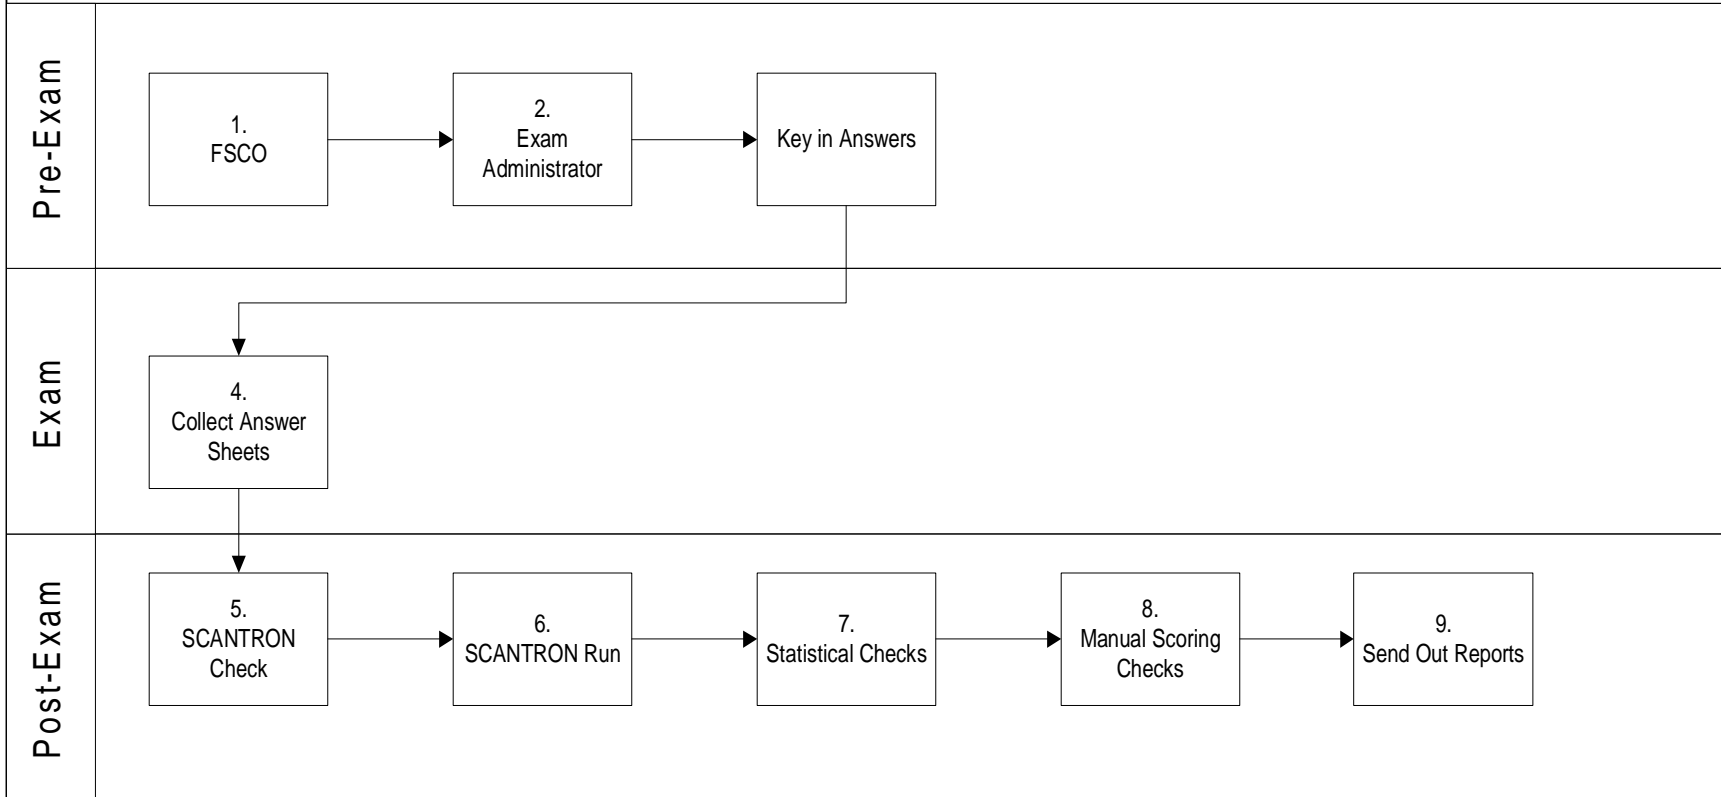 Pre-Exam
1.
FSCO
2.
Exam
Administrator
Key in Answers
Exam
4.
Collect Answer
Sheets
Post-Exam
5.
SCANTRON
Check
6.
SCANTRON Run
7.
Statistical Checks
8.
Manual Scoring
Checks
9.
Send Out Reports